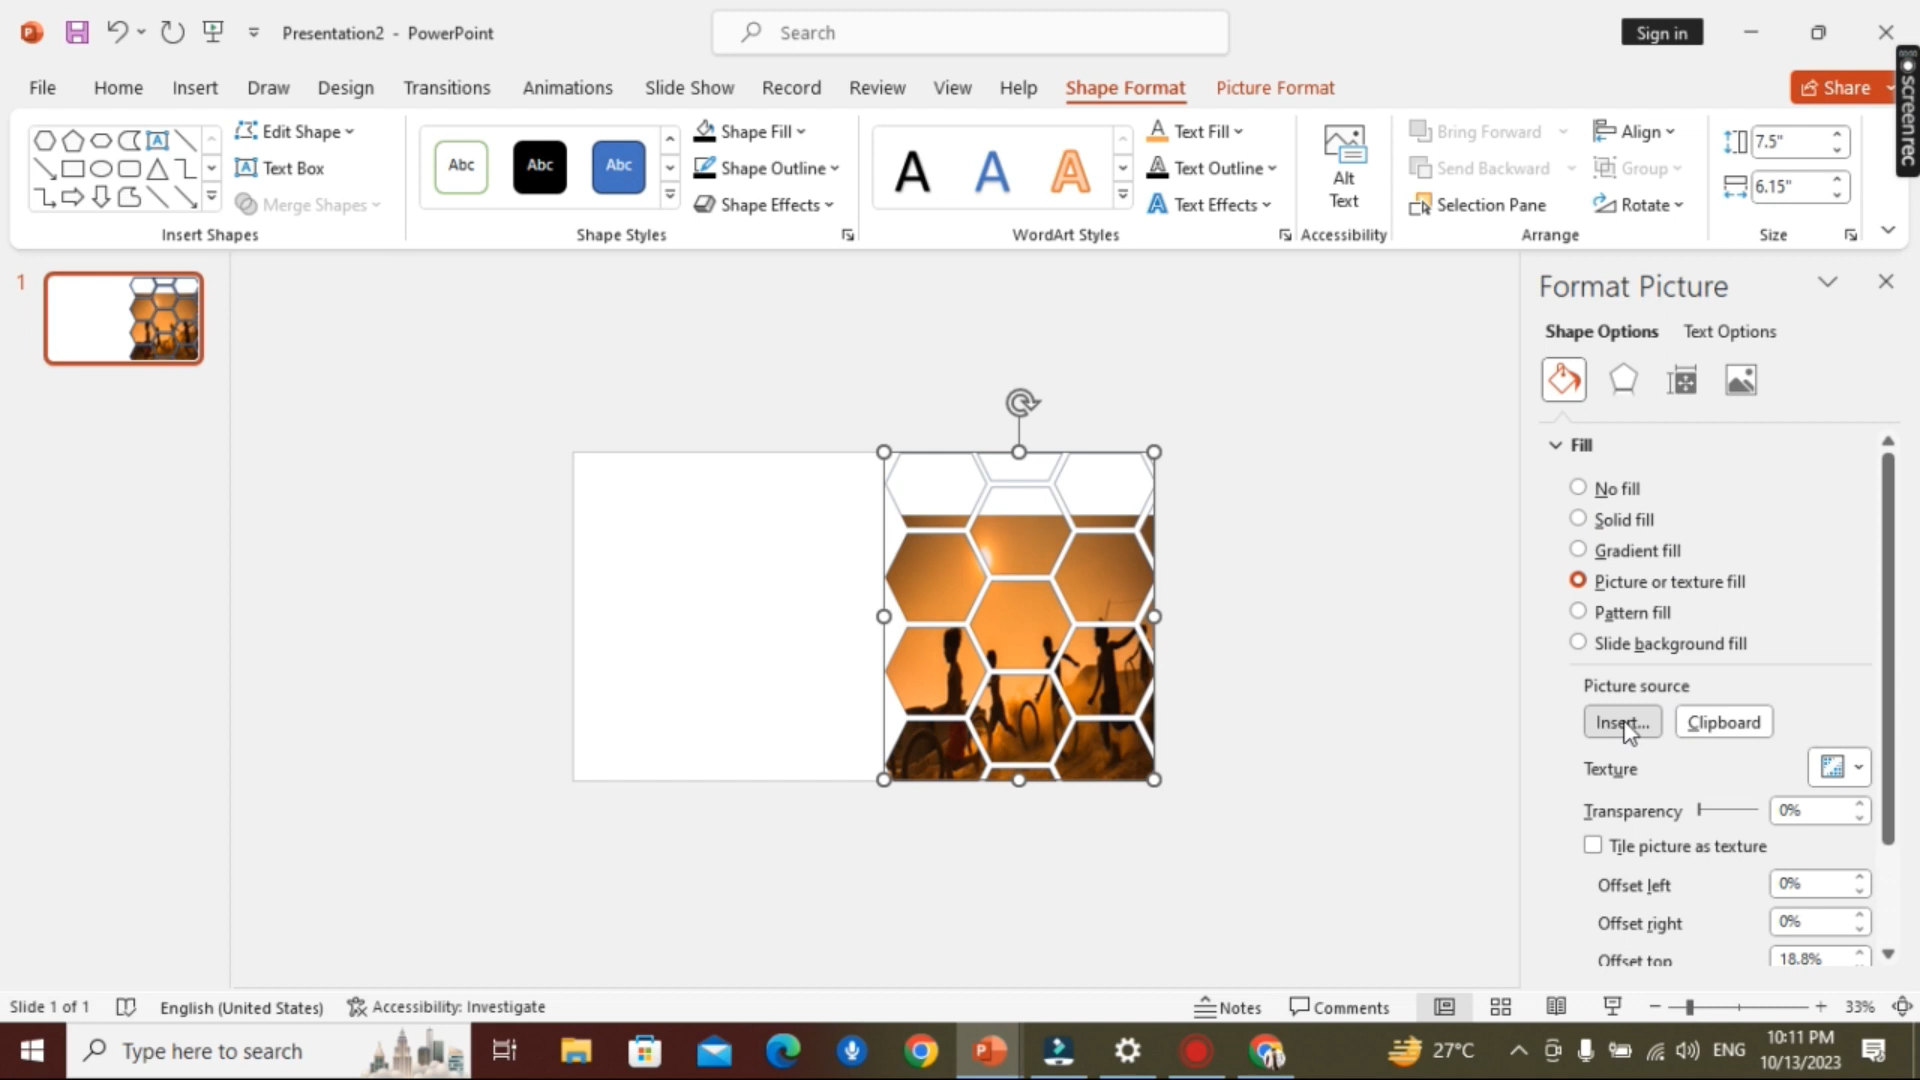 Presentation2 - PowerPoint
Search
Sign in
File Home Insert Draw Design Transitions Animations Slide Show Record Review View Help Shape Format Picture Format
Share
screenrec
Edit Shape
Text Box
Merge Shapes
Insert Shapes
Abc Abc Abc
Shape Fill
Shape Outline
Shape Effects
Shape Styles
A A A
Text Fill
Text Outline
Text Effects
WordArt Styles
Alt
Text
Accessibility
Bring Forward
Send Backward
Selection Pane
Align
Group
Rotate
Arrange
7.5"
6.15"
Size
1
Format Picture
Shape Options Text Options
Fill
No fill
Solid fill
Gradient fill
Picture or texture fill
Pattern fill
Slide background fill
Picture source
Insert... Clipboard
Texture
Transparency 0%
Tile picture as texture
Offset left 0%
Offset right 0%
Offset top 18.8%
Slide 1 of 1 English (United States) Accessibility: Investigate Notes Comments 33%
Type here to search
27°C
ENG
10:11 PM
10/13/2023